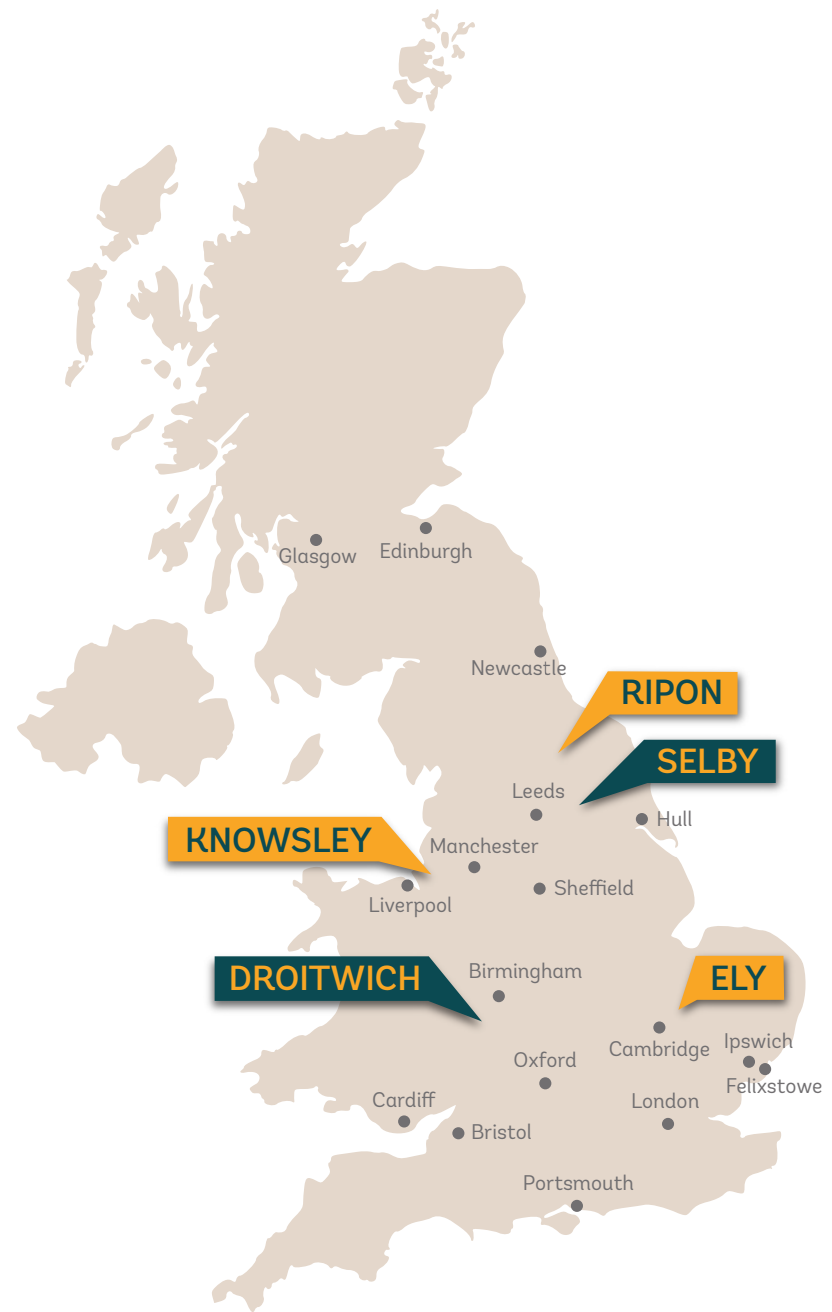 Glasgow
Edinburgh
Newcastle
RIPON
SELBY
Leeds
Hull
KNOWSLEY
Manchester
Sheffield
Liverpool
DROITWICH
Birmingham
ELY
Cambridge
Ipswich
Oxford
Felixstowe
Cardiff
London
Bristol
Portsmouth